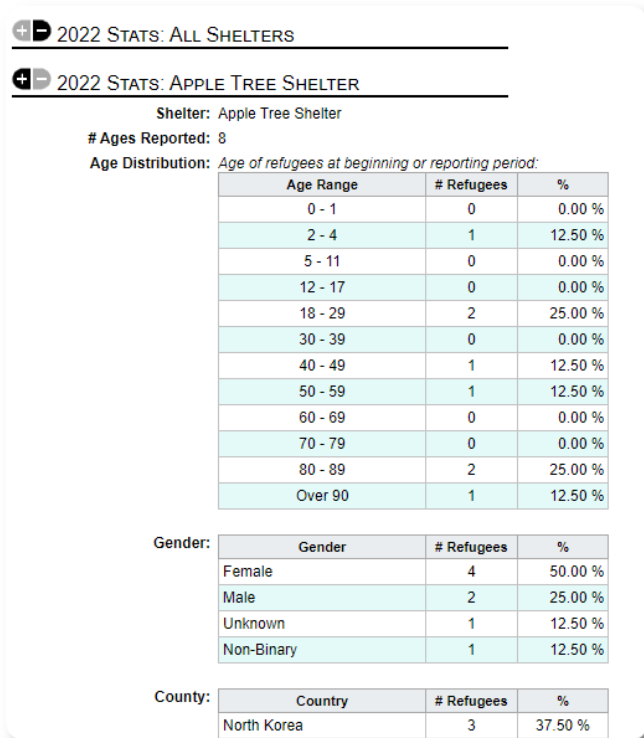 2022 Stats: All Shelters
2022 Stats: Apple Tree Shelter
Shelter: Apple Tree Shelter
# Ages Reported: 8
Age Distribution: Age of refugees at beginning or reporting period:
Age Range # Refugees %
0 - 1 0 0.00 %
2 - 4 1 12.50 %
5 - 11 0 0.00 %
12 - 17 0 0.00 %
18 - 29 2 25.00 %
30 - 39 0 0.00 %
40 - 49 1 12.50 %
50 - 59 1 12.50 %
60 - 69 0 0.00 %
70 - 79 0 0.00 %
80 - 89 2 25.00 %
Over 90 1 12.50 %
Gender: Gender # Refugees %
Female 4 50.00 %
Male 2 25.00 %
Unknown 1 12.50 %
Non-Binary 1 12.50 %
County: Country # Refugees %
North Korea 3 37.50 %